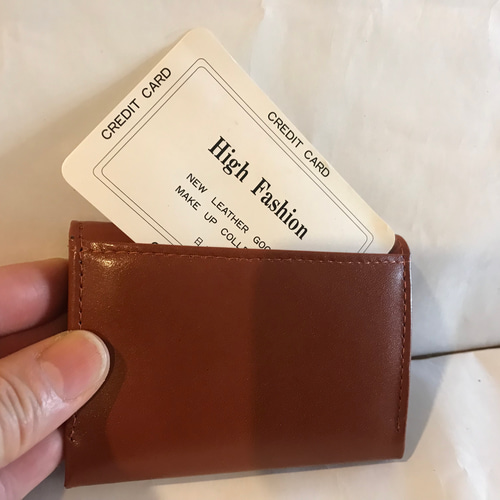 CREDIT CARD
CREDIT CARD
High Fashion
NEW LEATHER
MAKE UP